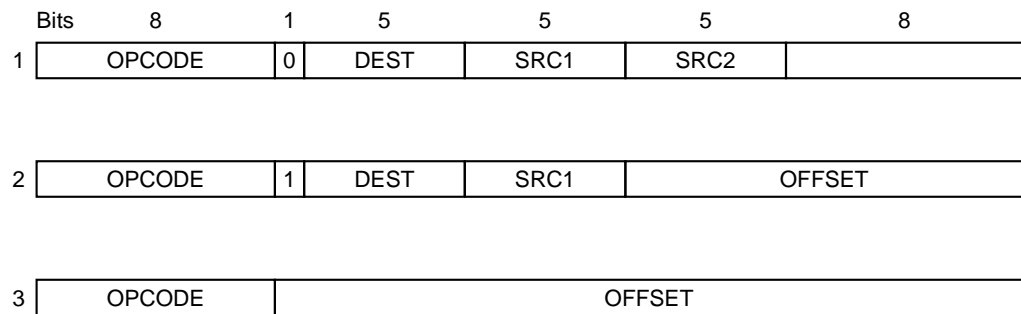 Bits 8 1 5 5 5 8
1 OPCODE 0 DEST SRC1 SRC2
2 OPCODE 1 DEST SRC1 OFFSET
3 OPCODE OFFSET